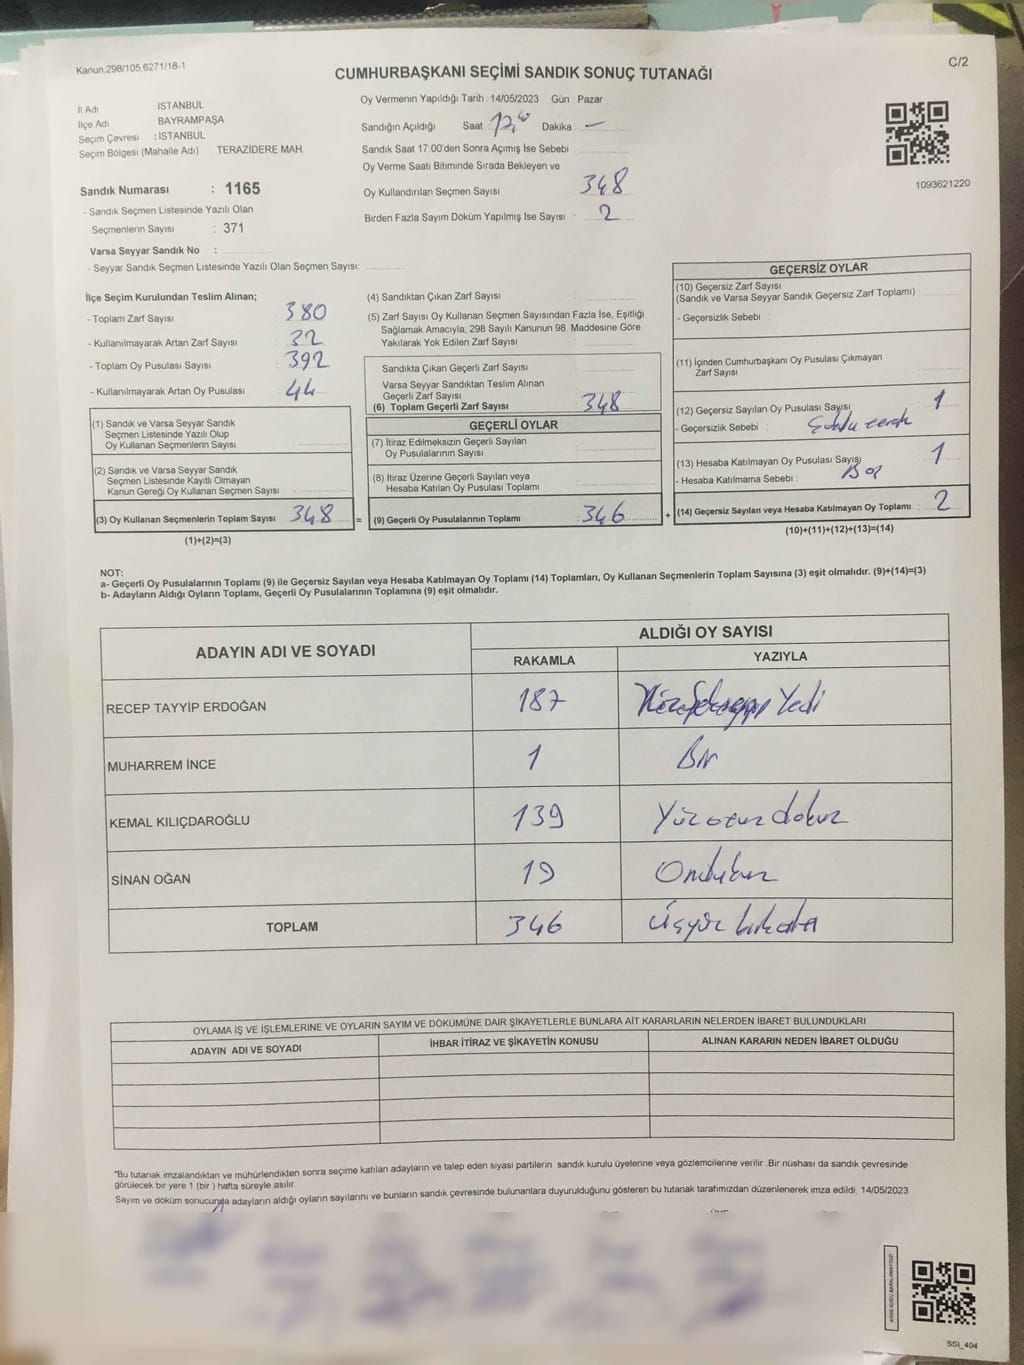 Kanun.298/105,6271/18-1
C/2
CUMHURBAŞKANI SEÇİMİ SANDIK SONUÇ TUTANAĞI
İl Adı İSTANBUL
İlçe Adı BAYRAMPAŞA
Seçim Çevresi : İSTANBUL
Seçim Bölgesi (Mahalle Adı) : TERAZİDERE MAH.
Sandık Numarası : 1165
- Sandık Seçmen Listesinde Yazılı Olan
Seçmenlerin Sayısı : 371
Varsa Seyyar Sandık No :
- Seyyar Sandık Seçmen Listesinde Yazılı Olan Seçmen Sayısı:
Oy Vermenin Yapıldığı Tarih : 14/05/2023 Gün : Pazar
Sandığın Açıldığı Saat : Dakika : —
Sandık Saat 17:00'den Sonra Açımış İse Sebebi
Oy Verme Saati Bitiminde Sırada Bekleyen ve
Oy Kullandırılan Seçmen Sayısı 348
Birden Fazla Sayım Döküm Yapılmış İse Sayısı : 2
1093621220
İlçe Seçim Kurulundan Teslim Alınan;
- Toplam Zarf Sayısı : 380
- Kullanılmayarak Artan Zarf Sayısı : 32
- Toplam Oy Pusulası Sayısı : 392
- Kullanılmayarak Artan Oy Pusulası : 44
(1) Sandık ve Varsa Seyyar Sandık
Seçmen Listesinde Yazılı Olup
Oy Kullanan Seçmenlerin Sayısı
(2) Sandık ve Varsa Seyyar Sandık
Seçmen Listesinde Kayıtlı Olmayan
Kanun Gereği Oy Kullanan Seçmen Sayısı
(3) Oy Kullanan Seçmenlerin Toplam Sayısı 348 =
(1)+(2)=(3)
(4) Sandıktan Çıkan Zarf Sayısı
(5) Zarf Sayısı Oy Kullanan Seçmen Sayısından Fazla İse, Eşitliği
Sağlamak Amacıyla; 298 Sayılı Kanunun 98. Maddesine Göre
Yakılarak Yok Edilen Zarf Sayısı
Sandıkta Çıkan Geçerli Zarf Sayısı
Varsa Seyyar Sandıktan Teslim Alınan
Geçerli Zarf Sayısı
(6) Toplam Geçerli Zarf Sayısı 348
GEÇERLİ OYLAR
(7) İtiraz Edilmeksizin Geçerli Sayılan
Oy Pusulalarının Sayısı
(8) İtiraz Üzerine Geçerli Sayılan veya
Hesaba Katılan Oy Pusulası Toplamı
(9) Geçerli Oy Pusulalarının Toplamı : 346 +
GEÇERSİZ OYLAR
(10) Geçersiz Zarf Sayısı
(Sandık ve Varsa Seyyar Sandık Geçersiz Zarf Toplamı) :
- Geçersizlik Sebebi :
(11) İçinden Cumhurbaşkanı Oy Pusulası Çıkmayan
Zarf Sayısı
(12) Geçersiz Sayılan Oy Pusulası Sayısı 1
- Geçersizlik Sebebi :
(13) Hesaba Katılmayan Oy Pusulası Sayısı 1
- Hesaba Katılmama Sebebi :
(14) Geçersiz Sayılan veya Hesaba Katılmayan Oy Toplamı 2
(10)+(11)+(12)+(13)=(14)
NOT:
a- Geçerli Oy Pusulalarının Toplamı (9) ile Geçersiz Sayılan veya Hesaba Katılmayan Oy Toplamı (14) Toplamları, Oy Kullanan Seçmenlerin Toplam Sayısına (3) eşit olmalıdır. (9)+(14)=(3)
b- Adayların Aldığı Oyların Toplamı, Geçerli Oy Pusulalarının Toplamına (9) eşit olmalıdır.
ADAYIN ADI VE SOYADI
ALDIĞI OY SAYISI
RAKAMLA YAZIYLA
RECEP TAYYİP ERDOĞAN 187 Yedi
MUHARREM İNCE 1 Bir
KEMAL KILIÇDAROĞLU 139 Yüz otuz dokuz
SİNAN OĞAN 19 Ondokuz
TOPLAM 346 Üçyüz kırkaltı
OYLAMA İŞ VE İŞLEMLERİNE VE OYLARIN SAYIM VE DÖKÜMÜNE DAİR ŞİKAYETLERLE BUNLARA AİT KARARLARIN NELERDEN İBARET BULUNDUKLARI
ADAYIN ADI VE SOYADI İHBAR İTİRAZ VE ŞİKAYETİN KONUSU ALINAN KARARIN NEDEN İBARET OLDUĞU
"Bu tutanak imzalandıktan ve mühürlendikten sonra seçime katılan adayların ve talep eden siyasi partilerin sandık kurulu üyelerine veya gözlemcilerine verilir. Bir nüshası da sandık çevresinde
görülecek bir yere 1 (bir ) hafta süreyle asılır.
Sayım ve döküm sonucunda adayların aldığı oyların sayılarını ve bunların sandık çevresinde bulunanlara duyurulduğunu gösteren bu tutanak tarafımızdan düzenlenerek imza edildi. 14/05/2023
SSI_404